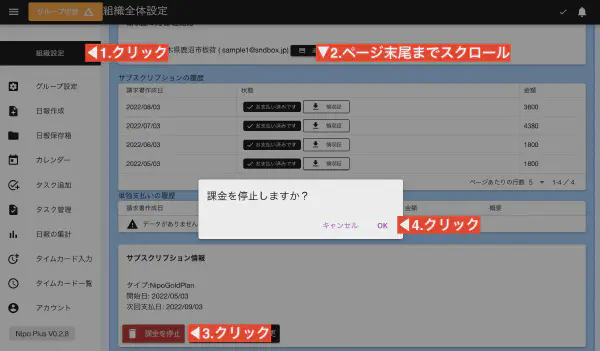 グループ切替
組織全体設定
組織設定
◀1.クリック
木県鹿沼市板荷 ( sample1@sndbox.jp)
▼2.ページ末尾までスクロール
グループ設定
日報作成
日報保存箱
カレンダー
タスク追加
タスク管理
日報の集計
タイムカード入力
タイムカード一覧
アカウント
Nipo Plus V0.2.8
サブスクリプションの履歴
請求書作成日 状態 金額
2022/08/03 お支払い済みです 領収証 3800
2022/07/03 お支払い済みです 領収証 4380
2022/06/03 お支払い済みです 領収証 1800
2022/05/03 お支払い済みです 領収証 1800
ページあたりの行数 5 1-4 / 4
単独支払いの履歴
請求書作成日 金額 概要
データがありません
課金を停止しますか？
キャンセル OK
◀4.クリック
サブスクリプション情報
タイプ:NipoGoldPlan
開始日: 2022/05/03
次回支払日: 2022/09/03
課金を停止
◀3.クリック